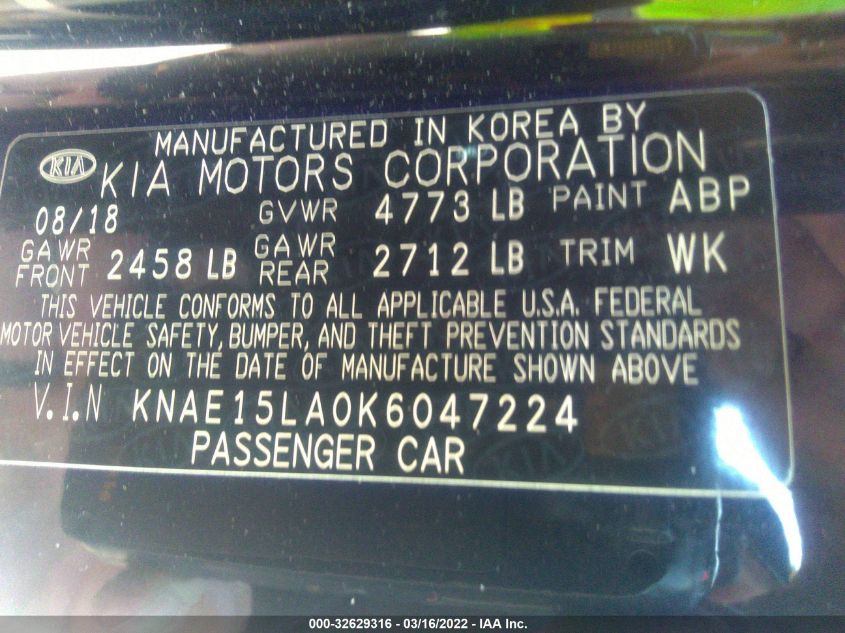 MANUFACTURED IN KOREA BY
KIA KIA MOTORS CORPORATION
08/18 GVWR 4773 LB PAINT ABP
GAWR FRONT 2458 LB GAWR REAR 2712 LB TRIM WK
THIS VEHICLE CONFORMS TO ALL APPLICABLE U.S.A. FEDERAL
MOTOR VEHICLE SAFETY, BUMPER, AND THEFT PREVENTION STANDARDS
IN EFFECT ON THE DATE OF MANUFACTURE SHOWN ABOVE
V.I.N KNAE15LA0K6047224
PASSENGER CAR
000-32629316 - 03/16/2022 - IAA Inc.